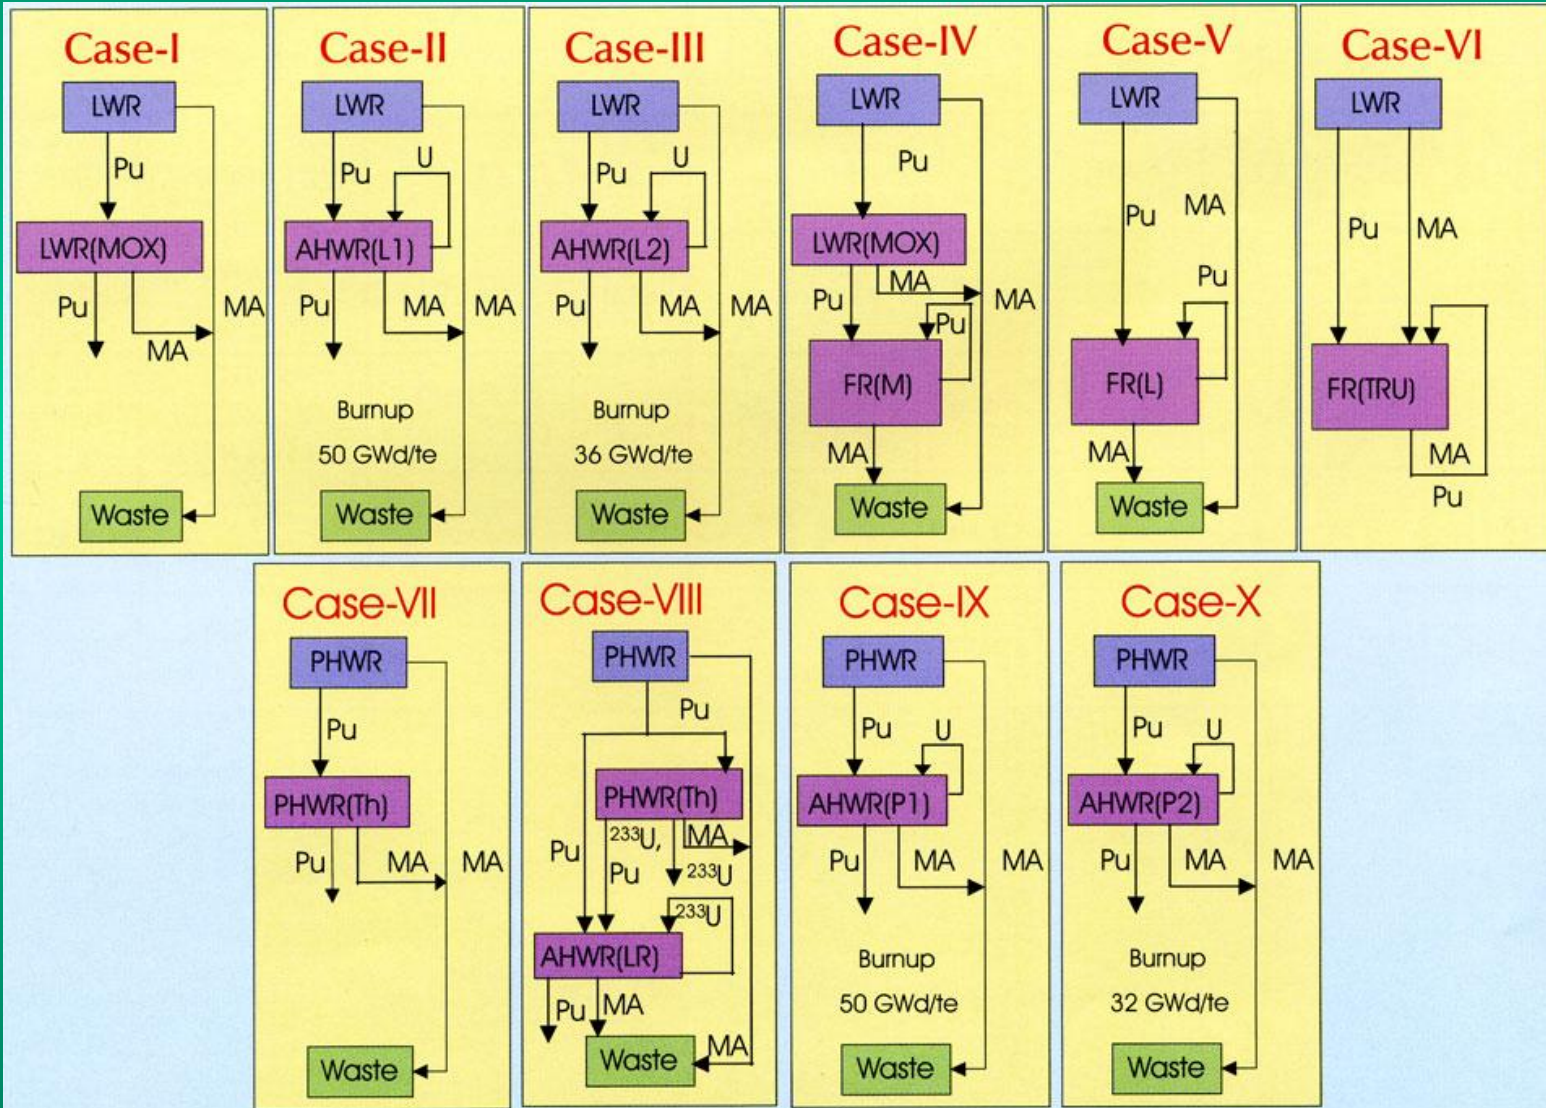 Case-I
LWR
Pu
LWR(MOX)
Pu
MA
MA
Waste
Case-II
LWR
Pu
U
AHWR(L1)
Pu
MA
MA
Burnup
50 GWd/te
Waste
Case-III
LWR
Pu
U
AHWR(L2)
Pu
MA
MA
Burnup
36 GWd/te
Waste
Case-IV
LWR
Pu
LWR(MOX)
MA
Pu
MA
Pu
FR(M)
MA
Waste
Case-V
LWR
Pu
MA
Pu
FR(L)
MA
Waste
Case-VI
LWR
Pu
MA
FR(TRU)
MA
Pu
Case-VII
PHWR
Pu
PHWR(Th)
Pu
MA
MA
Waste
Case-VIII
PHWR
Pu
PHWR(Th)
Pu
233U,
Pu
MA
233U
233U
AHWR(LR)
Pu
MA
Waste
MA
Case-IX
PHWR
Pu
U
AHWR(P1)
Pu
MA
MA
Burnup
50 GWd/te
Waste
Case-X
PHWR
Pu
U
AHWR(P2)
Pu
MA
MA
Burnup
32 GWd/te
Waste